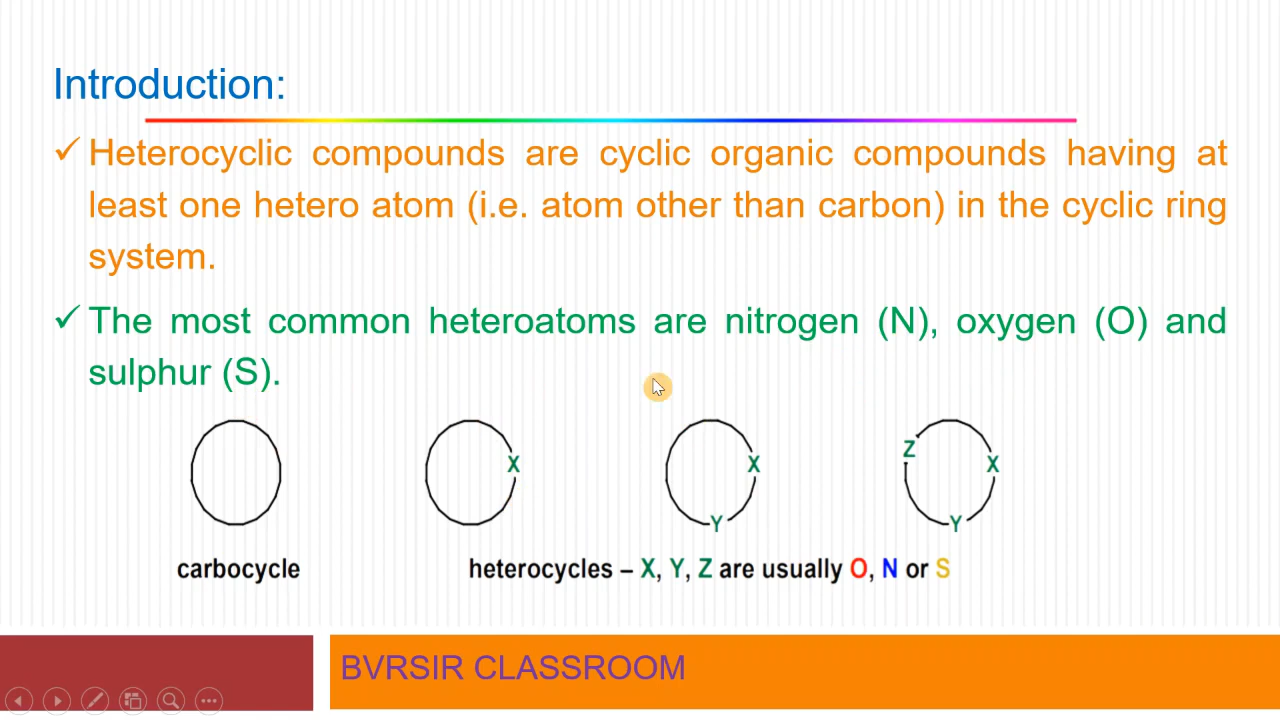 Introduction:
✓ Heterocyclic compounds are cyclic organic compounds having at
least one hetero atom (i.e. atom other than carbon) in the cyclic ring
system.
✓ The most common heteroatoms are nitrogen (N), oxygen (O) and
sulphur (S).
X
X
Y
Z
X
Y
carbocycle
heterocycles – X, Y, Z are usually O, N or S
BVRSIR CLASSROOM